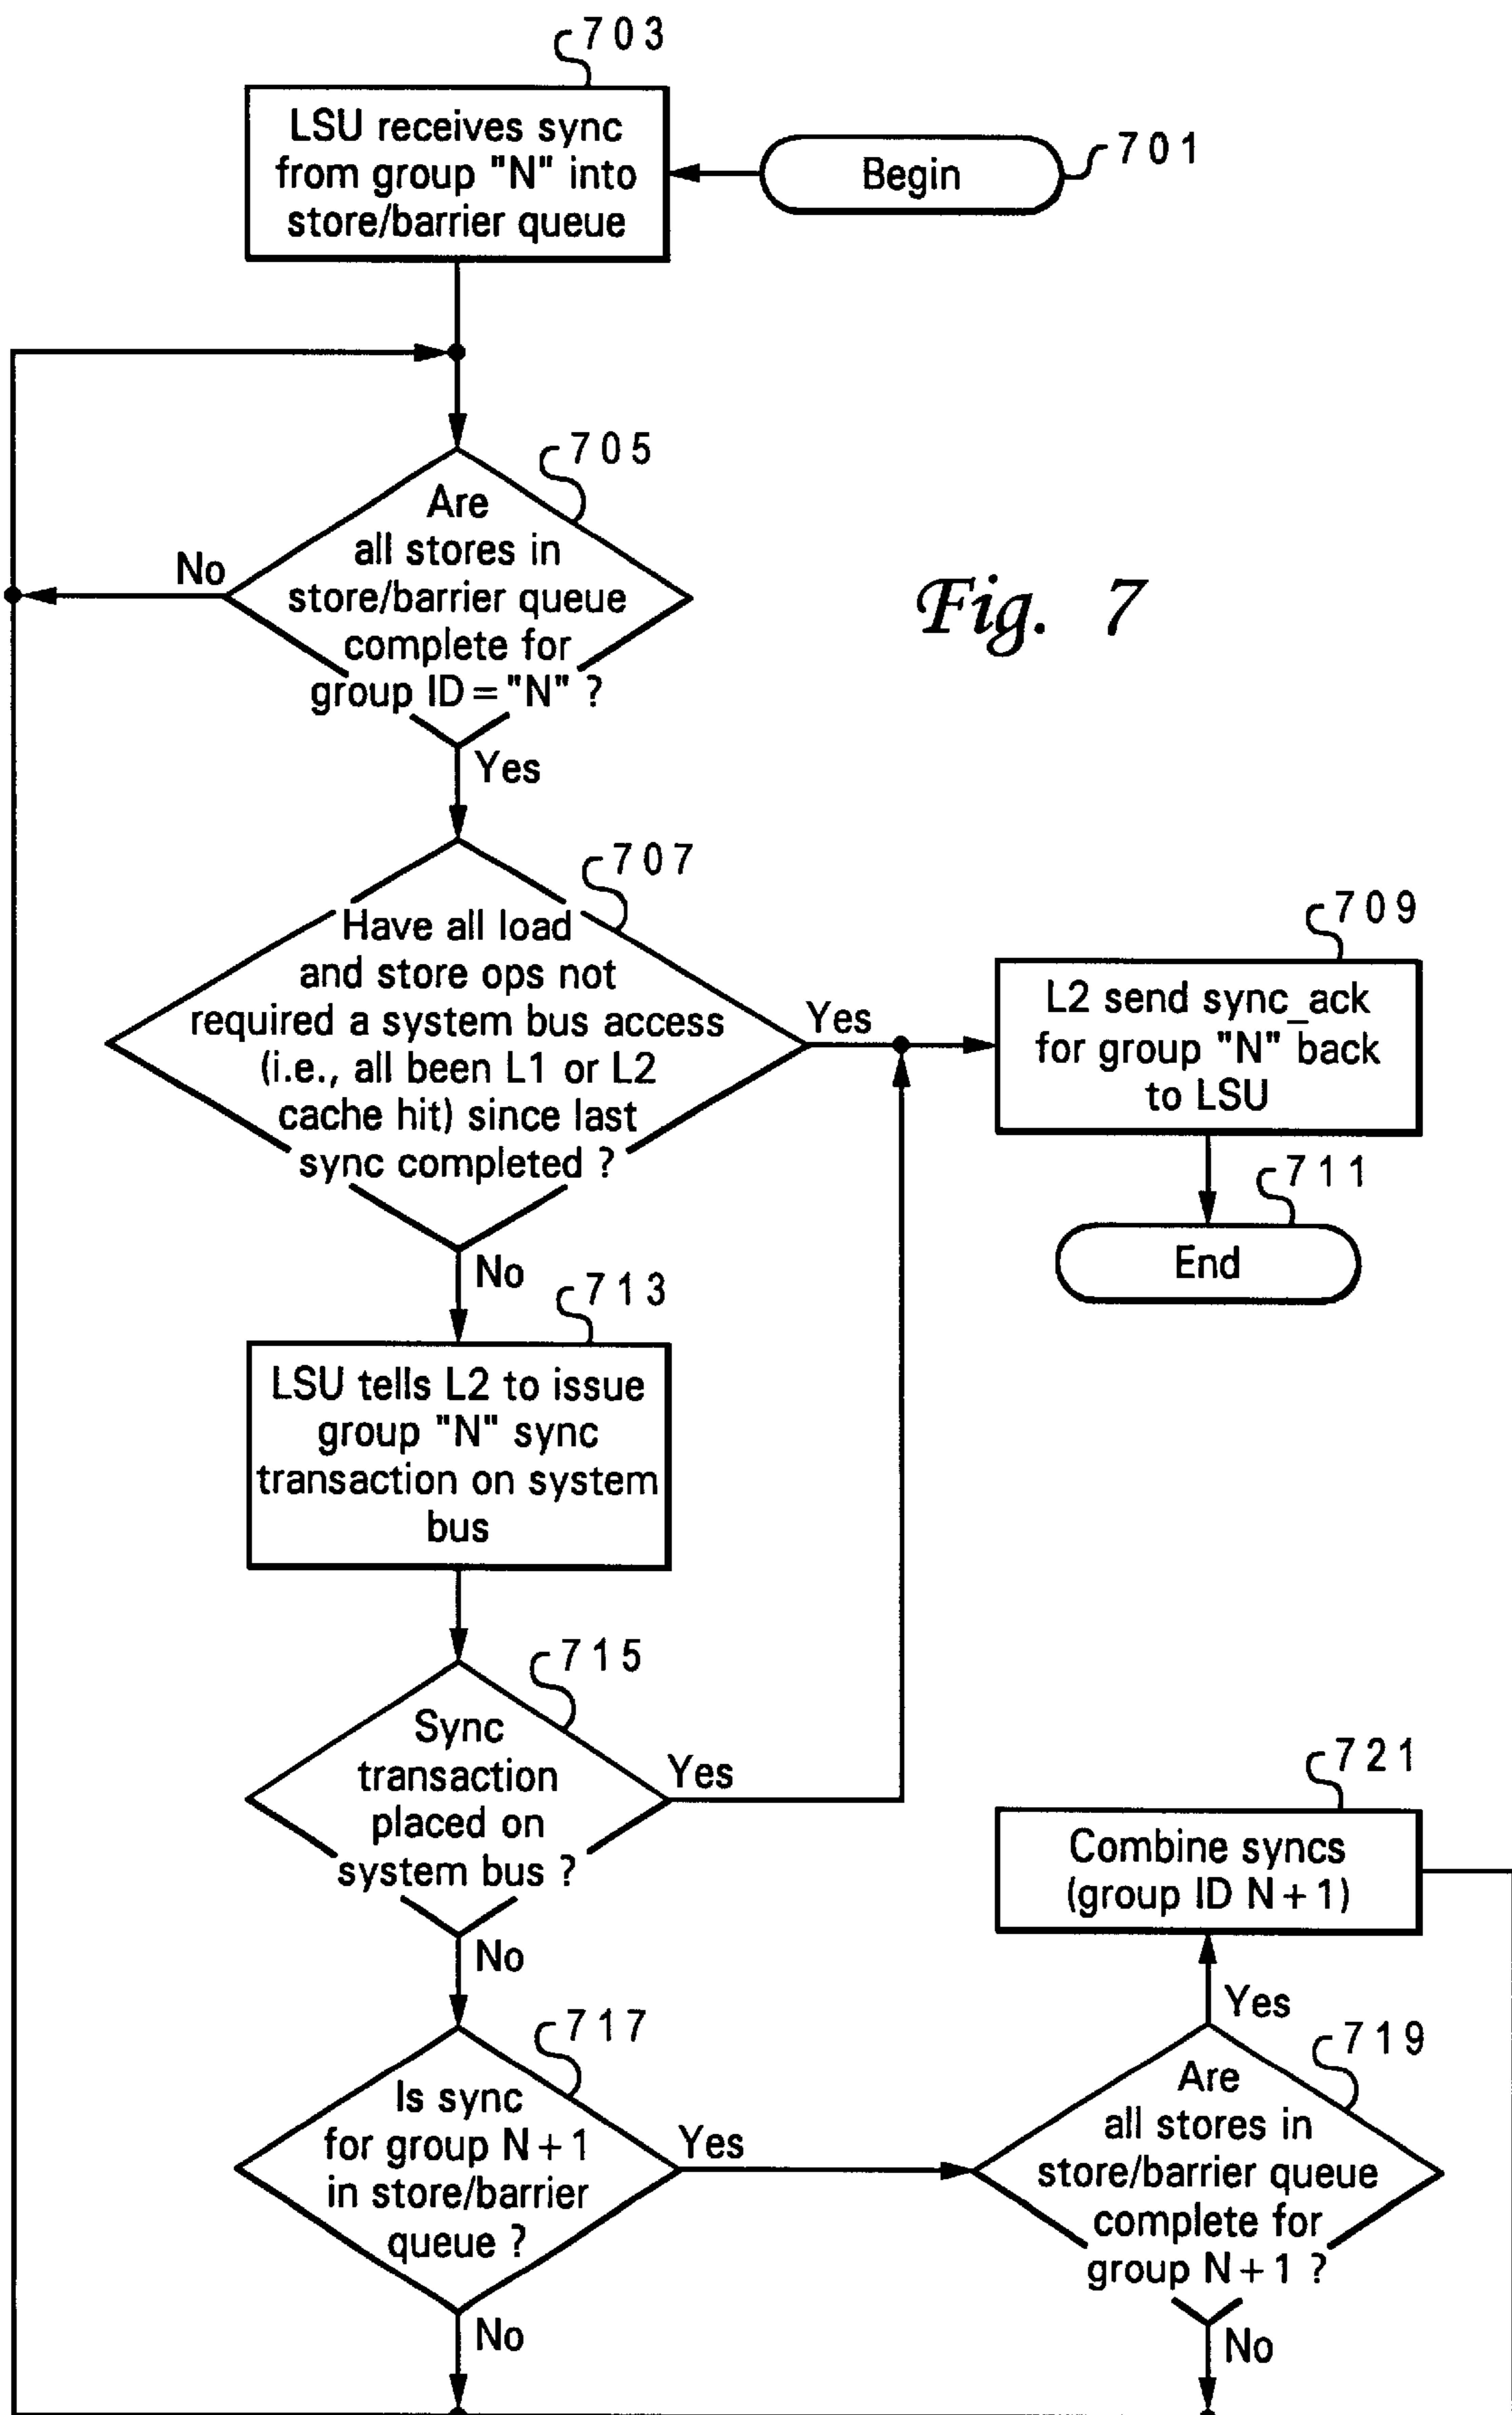 703
LSU receives sync
from group "N" into
store/barrier queue
Begin
701
705
Are
all stores in
store/barrier queue
complete for
group ID = "N" ?
No
Yes
Fig. 7
707
Have all load
and store ops not
required a system bus access
(i.e., all been L1 or L2
cache hit) since last
sync completed ?
Yes
No
709
L2 send sync_ack
for group "N" back
to LSU
711
End
713
LSU tells L2 to issue
group "N" sync
transaction on system
bus
715
Sync
transaction
placed on
system bus ?
Yes
No
721
Combine syncs
(group ID N+1)
Yes
717
Is sync
for group N+1
in store/barrier
queue ?
Yes
No
719
Are
all stores in
store/barrier queue
complete for
group N+1 ?
No